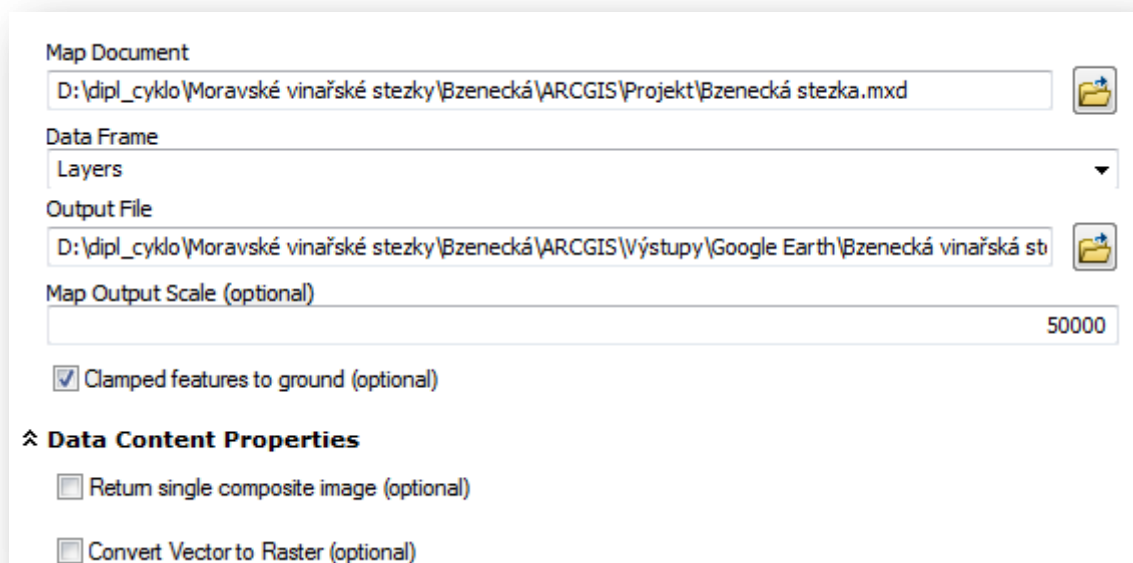 Map Document
D:\dipl_cyklo\Moravské vinařské stezky\Bzenecká\ARCGIS\Projekt\Bzenecká stezka.mxd
Data Frame
Layers
Output File
D:\dipl_cyklo\Moravské vinařské stezky\Bzenecká\ARCGIS\Výstupy\Google Earth\Bzenecká vinařská
Map Output Scale (optional)
50000
Clamped features to ground (optional)
Data Content Properties
Return single composite image (optional)
Convert Vector to Raster (optional)